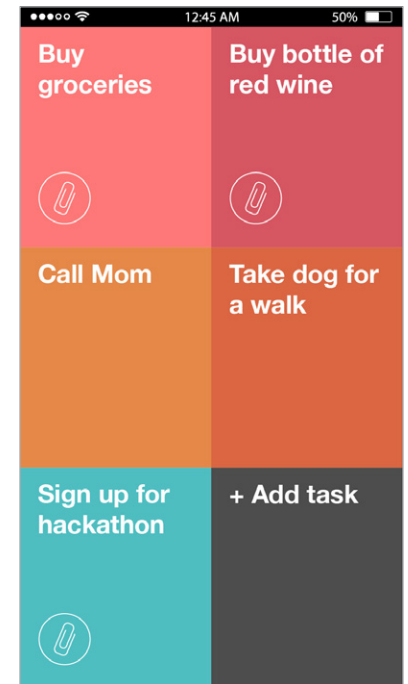 12:45 AM 50%
Buy
groceries
Buy bottle of
red wine
Call Mom
Take dog for
a walk
Sign up for
hackathon
+ Add task